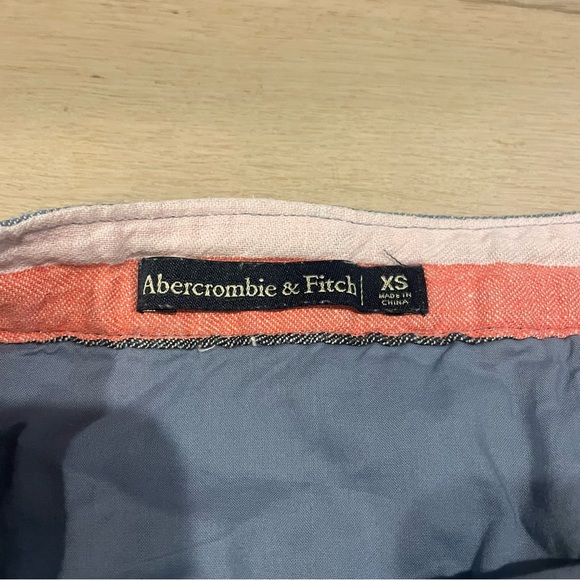 Abercrombie & Fitch
XS
MADE IN
CHINA